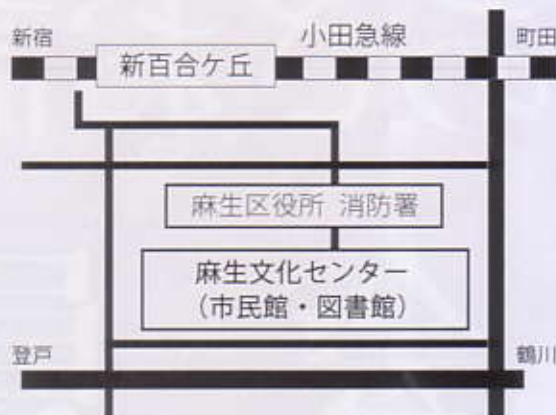 新宿
小田急線
町田
新百合ケ丘
麻生区役所 消防署
麻生文化センター
(市民館・図書館)
登戸
鶴川